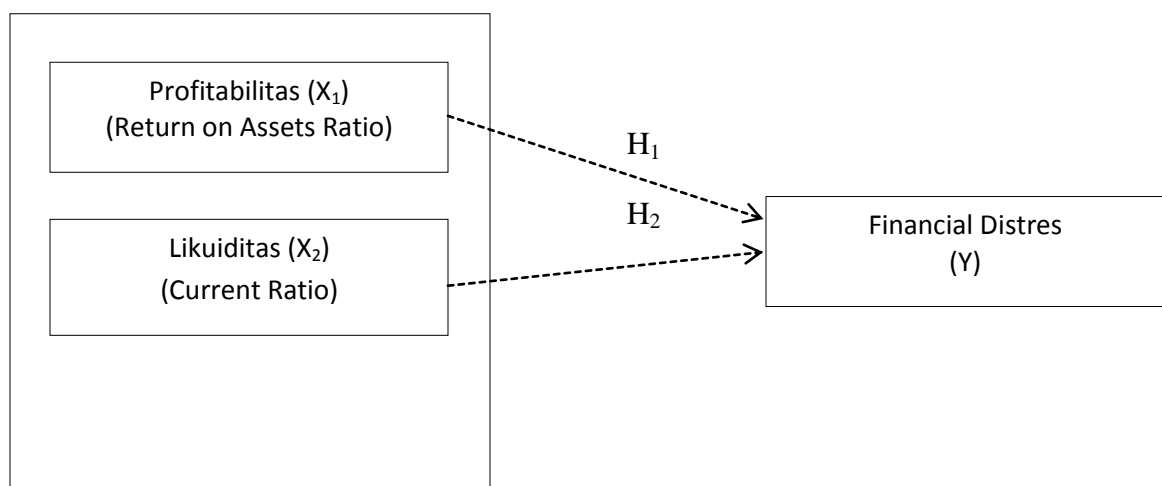 Profitabilitas (X₁)
(Return on Assets Ratio)
H₁
H₂
Likuiditas (X₂)
(Current Ratio)
Financial Distres
(Y)